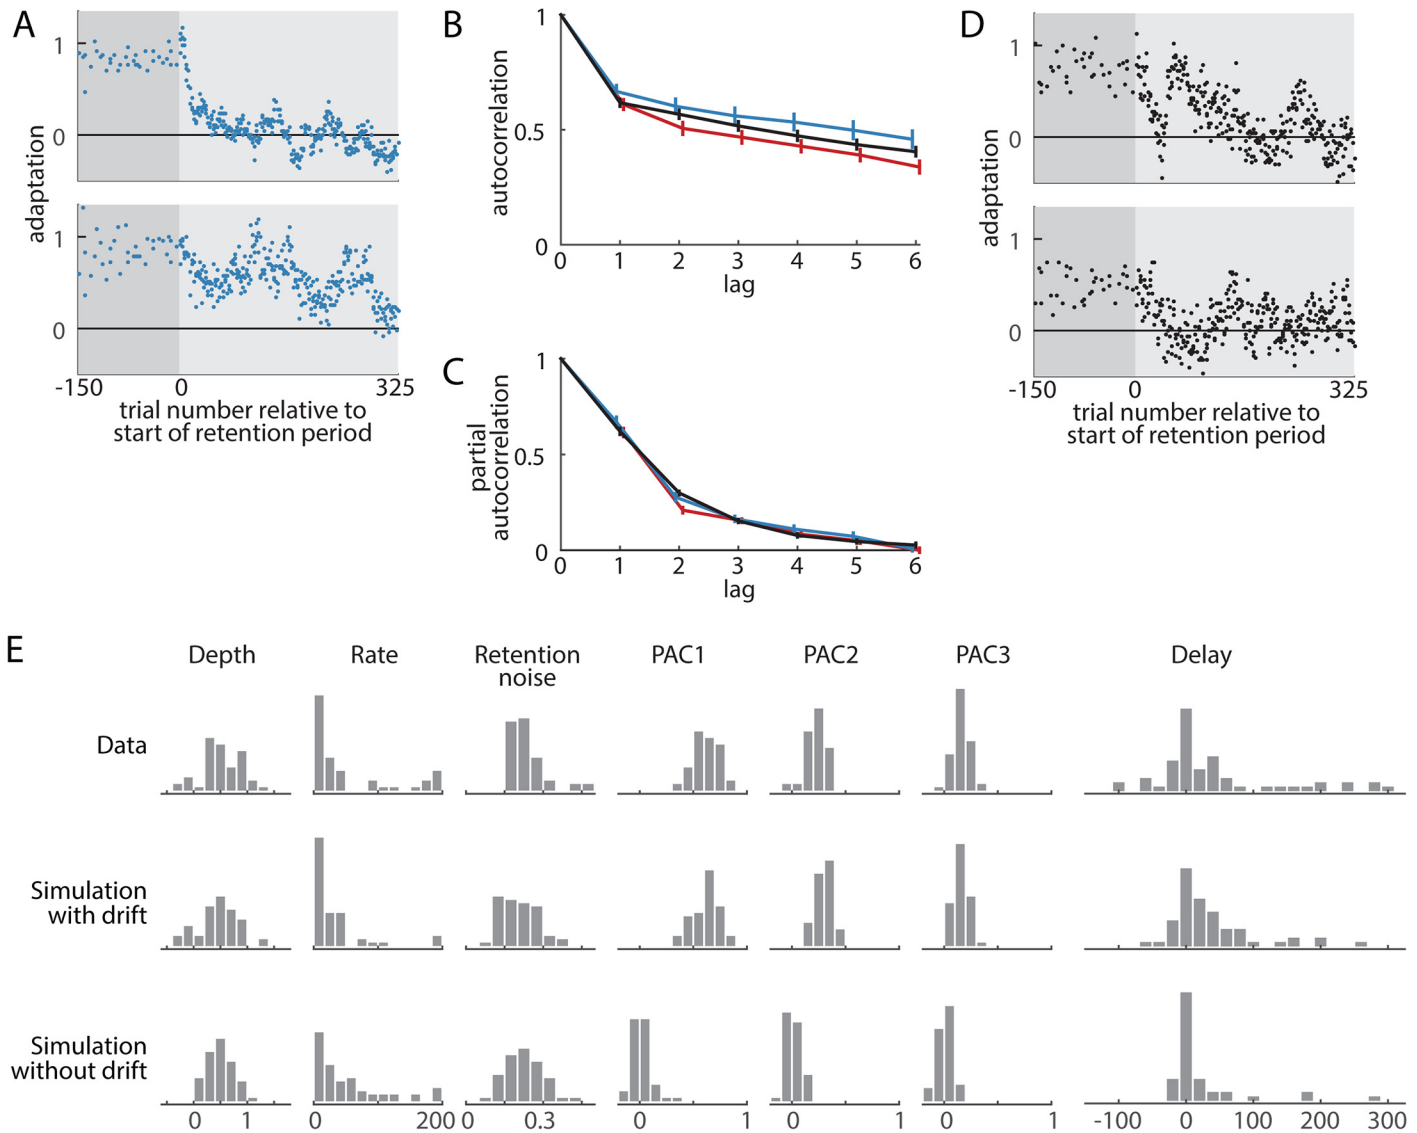 A
1
0
1
0
adaptation
-150
0
325
trial number relative to
start of retention period
B
1
0.5
0
autocorrelation
0
1
2
3
4
5
6
lag
C
1
0.5
0
partial
autocorrelation
0
1
2
3
4
5
6
lag
D
1
0
1
0
adaptation
-150
0
325
trial number relative to
start of retention period
E
Depth
Rate
Retention
noise
PAC1
PAC2
PAC3
Delay
Data
Simulation
with drift
Simulation
without drift
0
1
0
200
0
0.3
0
1
0
1
0
1
-100
0
100
200
300